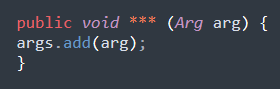 public void *** (Arg arg) {
args.add(arg);
}